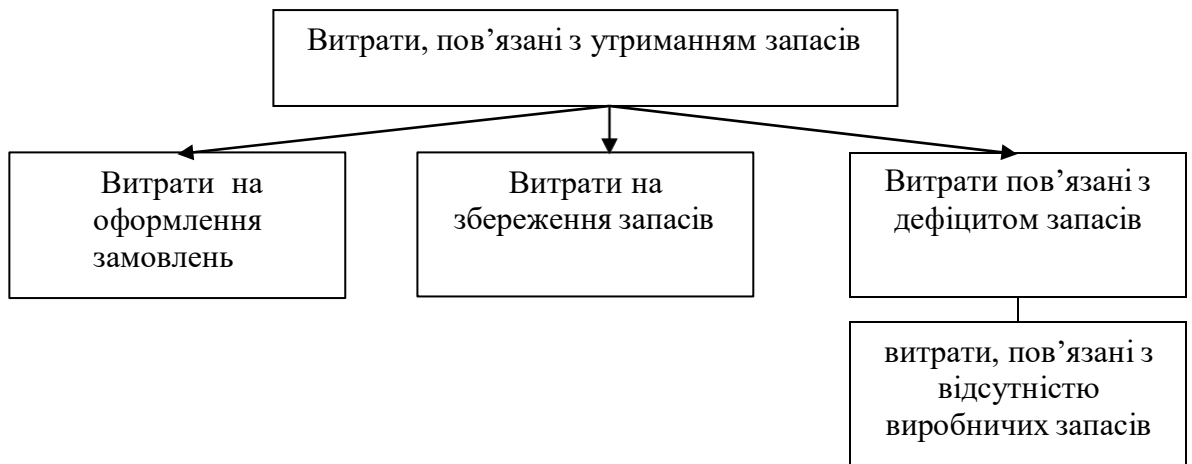 Витрати, пов’язані з утриманням запасів
Витрати на
оформлення
замовлень
Витрати на
збереження запасів
Витрати пов’язані з
дефіцитом запасів
витрати, пов’язані з
відсутністю
виробничих запасів